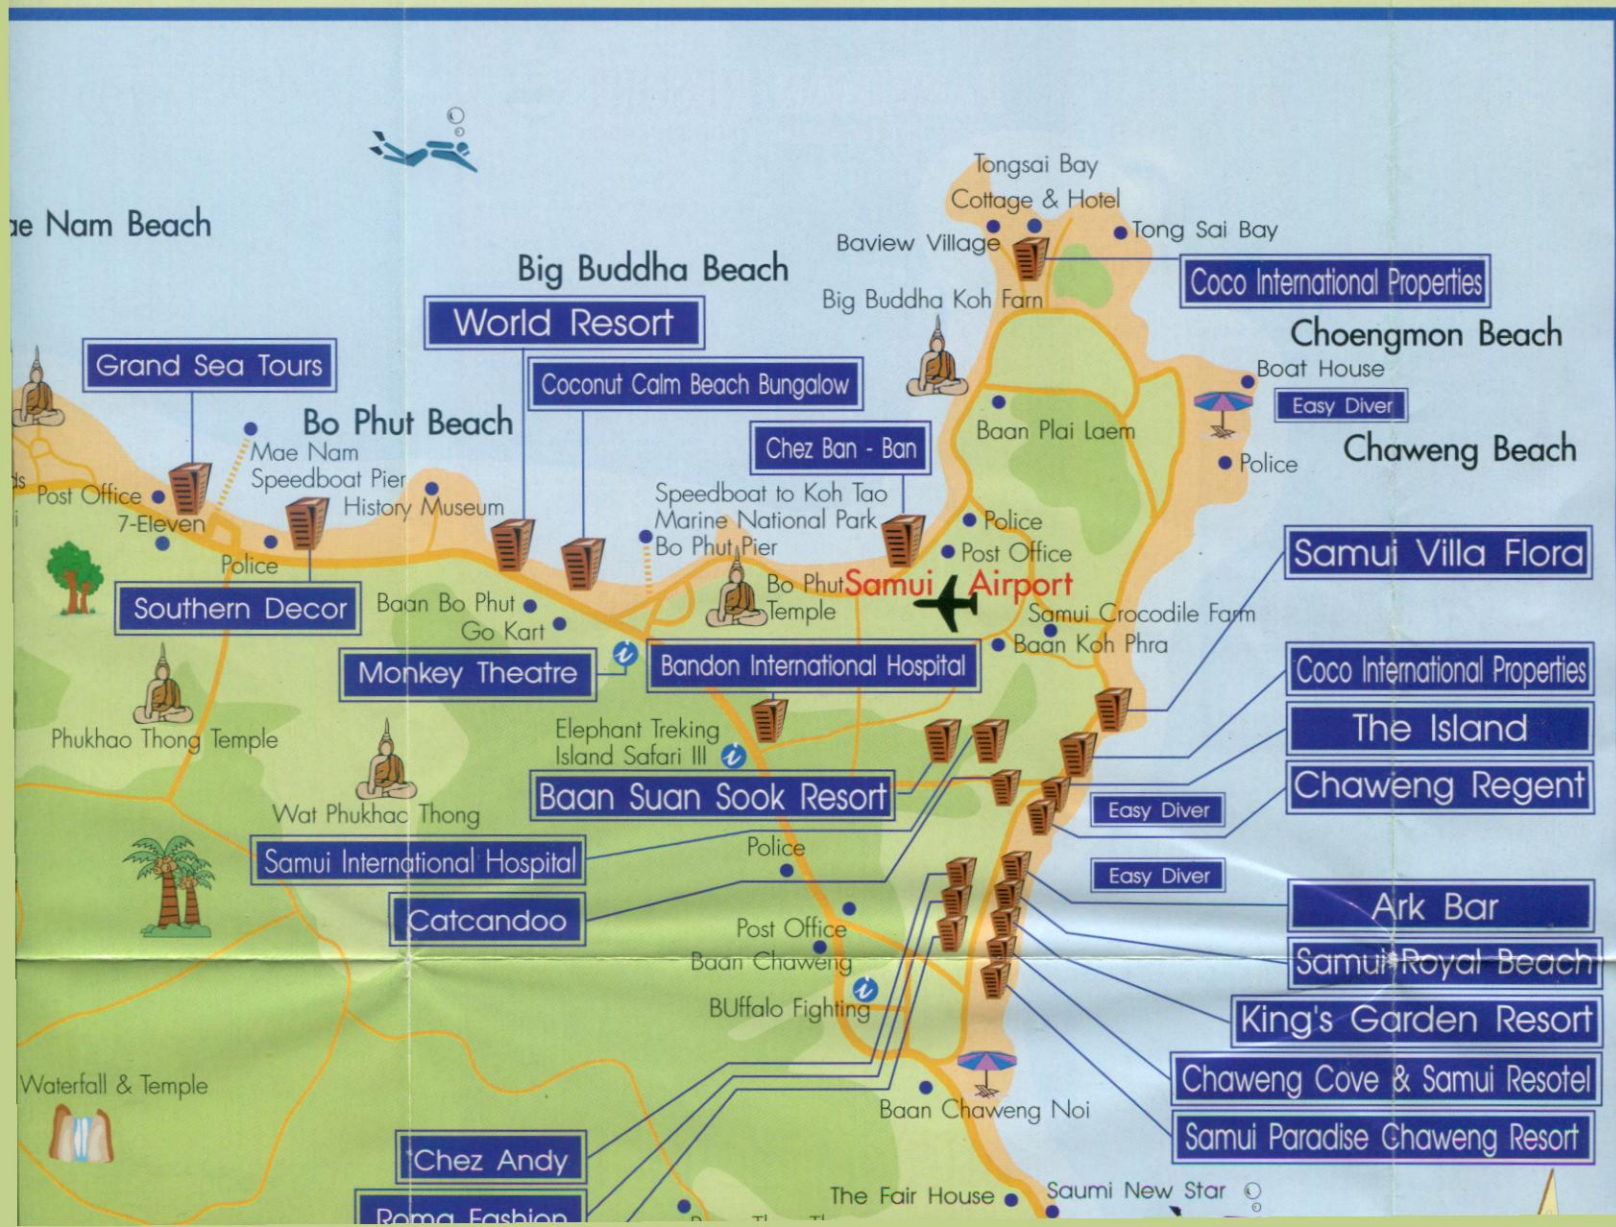 Tongsai Bay
Cottage & Hotel
Nam Beach
Baview Village
Tong Sai Bay
Big Buddha Beach
Coco International Properties
Big Buddha Koh Farn
World Resort
Choengmon Beach
Grand Sea Tours
Boat House
Coconut Calm Beach Bungalow
Easy Diver
Bo Phut Beach
Baan Plai Laem
Chez Ban - Ban
Chaweng Beach
Mae Nam
Speedboat Pier
Police
Post Office
History Museum
Speedboat to Koh Tao
Marine National Park
Bo Phut Pier
7-Eleven
Police
Police
Post Office
Samui Villa Flora
Bo Phut
Temple
Samui Airport
Southern Decor
Baan Bo Phut
Go Kart
Samui Crocodile Farm
Baan Koh Phra
Monkey Theatre
Bandon International Hospital
Coco International Properties
Phukhao Thong Temple
Elephant Treking
Island Safari III
The Island
Baan Suan Sook Resort
Chaweng Regent
Easy Diver
Wat Phukhao Thong
Police
Samui International Hospital
Easy Diver
Catcandoo
Ark Bar
Post Office
Baan Chaweng
Samui Royal Beach
BUffalo Fighting
King's Garden Resort
Waterfall & Temple
Chaweng Cove & Samui Resotel
Baan Chaweng Noi
Samui Paradise Chaweng Resort
Chez Andy
The Fair House
Saumi New Star
Roma Fashion